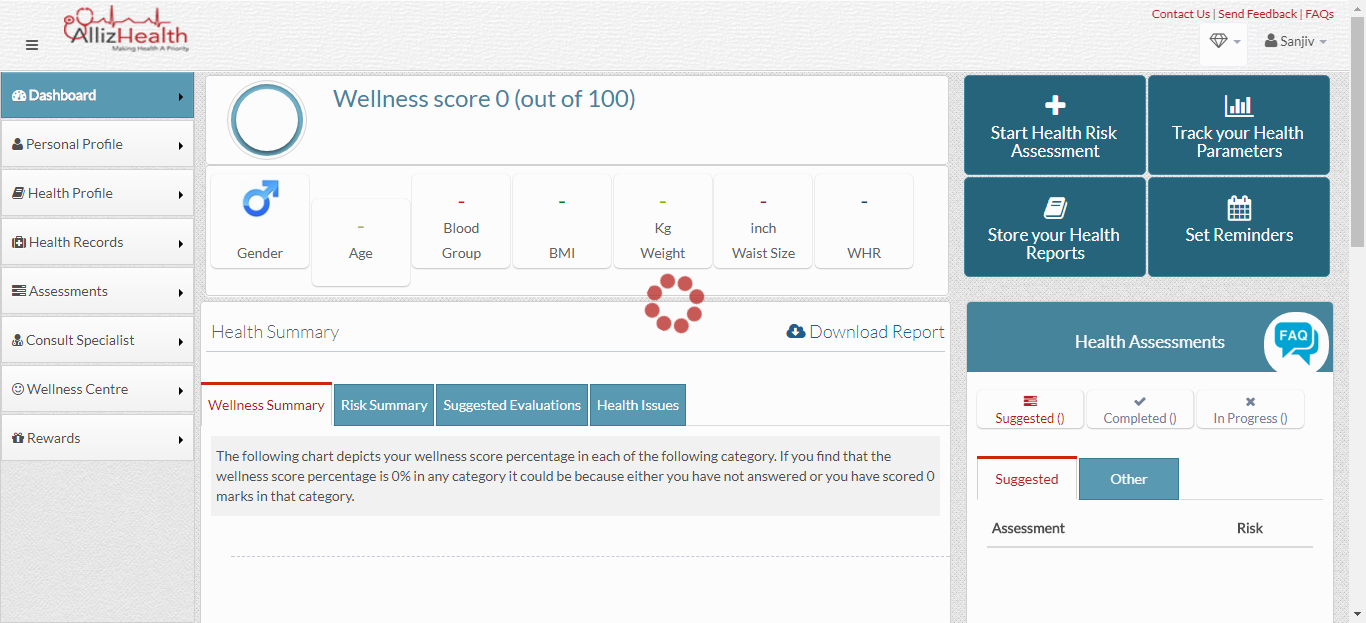 Contact Us | Send Feedback | FAQs
AllizHealth
Making Health A Priority
Sanjiv
Dashboard
Personal Profile
Health Profile
Health Records
Assessments
Consult Specialist
Wellness Centre
Rewards
Wellness score 0 (out of 100)
Gender
-
Age
-
Blood
Group
-
BMI
-
Kg
Weight
-
inch
Waist Size
-
WHR
Start Health Risk
Assessment
Track your Health
Parameters
Store your Health
Reports
Set Reminders
Health Summary
Download Report
Wellness Summary
Risk Summary
Suggested Evaluations
Health Issues
The following chart depicts your wellness score percentage in each of the following category. If you find that the
wellness score percentage is 0% in any category it could be because either you have not answered or you have scored 0
marks in that category.
Health Assessments
FAQ
Suggested ()
Completed ()
In Progress ()
Suggested
Other
Assessment
Risk